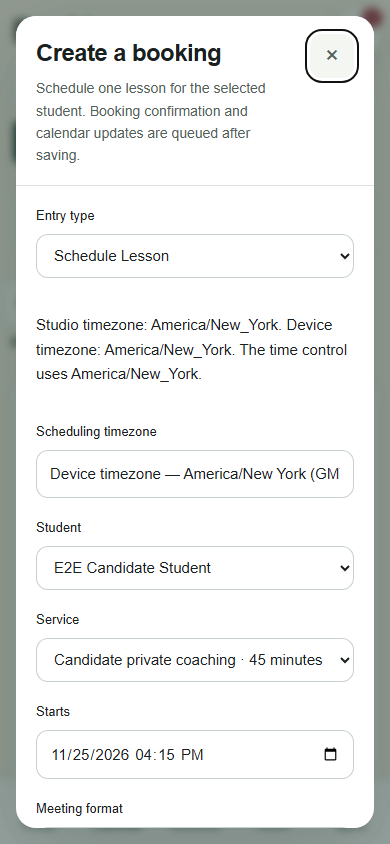 Create a booking
×
Schedule one lesson for the selected
student. Booking confirmation and
calendar updates are queued after
saving.
Entry type
Schedule Lesson
Studio timezone: America/New_York. Device
timezone: America/New_York. The time control
uses America/New_York.
Scheduling timezone
Device timezone — America/New York (GM
Student
E2E Candidate Student
Service
Candidate private coaching · 45 minutes
Starts
11/25/2026 04:15 PM
Meeting format